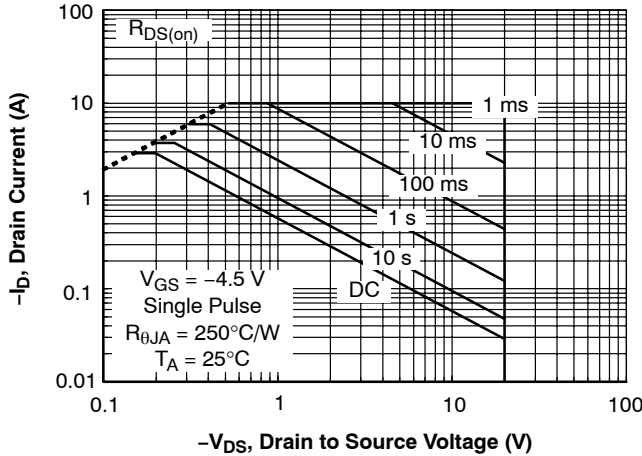 100
R_DS(on)
10
1
0.1
0.01
1 ms
10 ms
100 ms
1 s
10 s
DC
V_GS = −4.5 V
Single Pulse
R_θJA = 250°C/W
T_A = 25°C
0.1
1
10
100
−V_DS, Drain to Source Voltage (V)
−I_D, Drain Current (A)